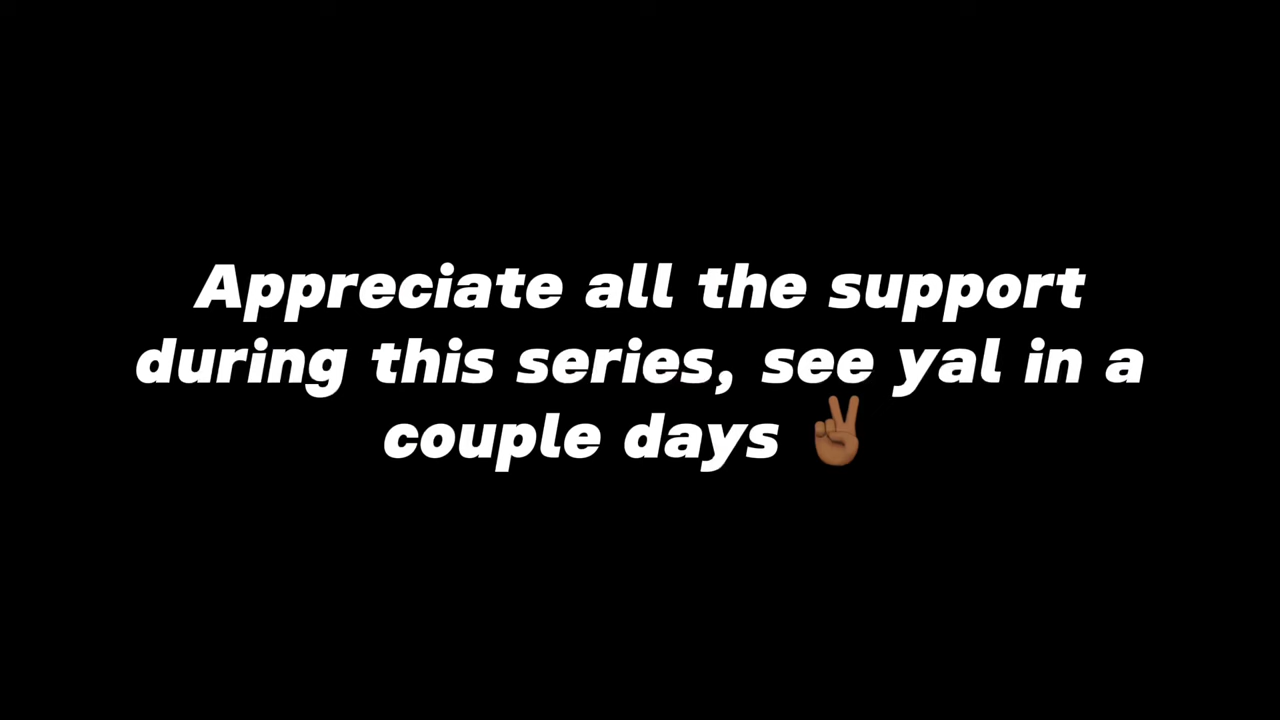 Appreciate all the support
during this series, see yal in a
couple days ✌🏾